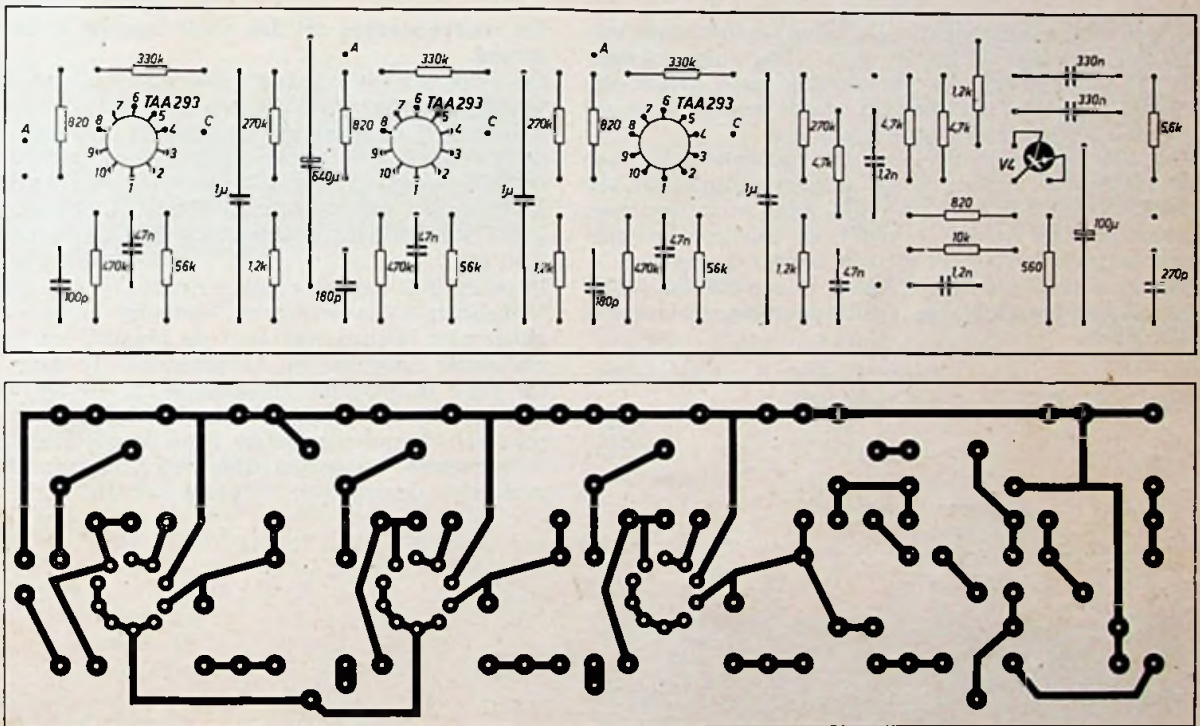 A
330k
820
7 6 5
8 4
9 3
10 2
1
TAA293
C
100p
470k
47n
56k
1µ
270k
1,2k
640µ
A
330k
820
7 6 5
8 4
9 3
10 2
1
TAA293
C
180p
470k
47n
56k
1µ
270k
1,2k
A
330k
820
7 6 5
8 4
9 3
10 2
1
TAA293
C
180p
470k
47n
56k
1µ
270k
1,2k
4,7k
1,2n
47n
4,7k
4,7k
1,2k
820
10k
1,2n
330n
330n
V4
560
100µ
5,6k
270p